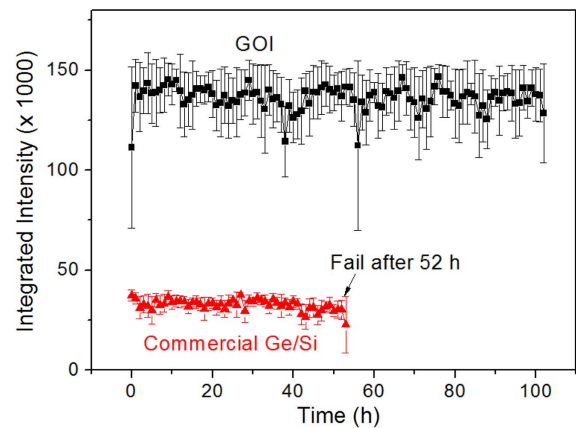 GOI
150
100
50
0
Integrated Intensity (x 1000)
Fail after 52 h
Commercial Ge/Si
0 20 40 60 80 100
Time (h)